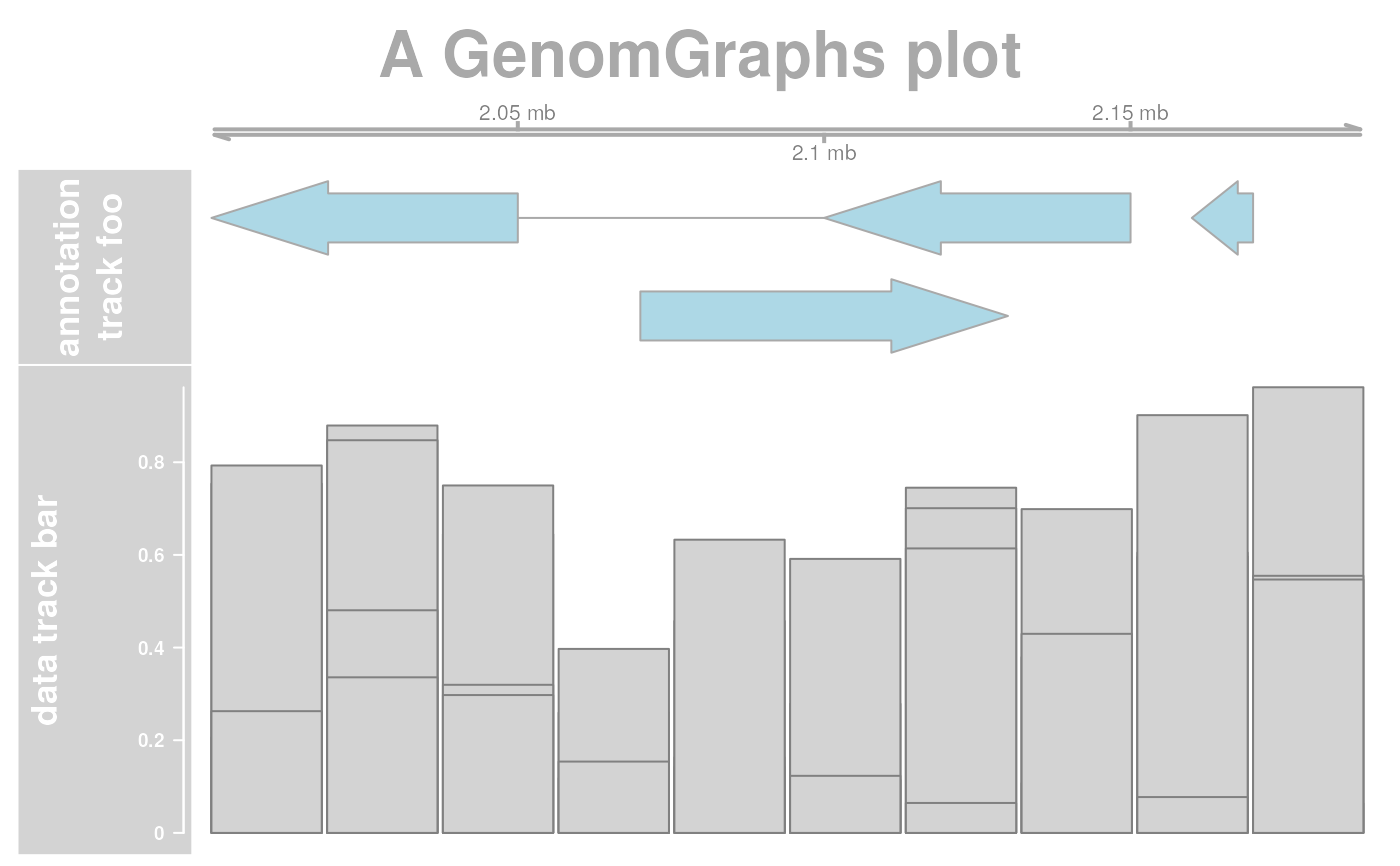 A GenomGraphs plot
2.05 mb
2.15 mb
2.1 mb
annotation
track foo
data track bar
0.8
0.6
0.4
0.2
0